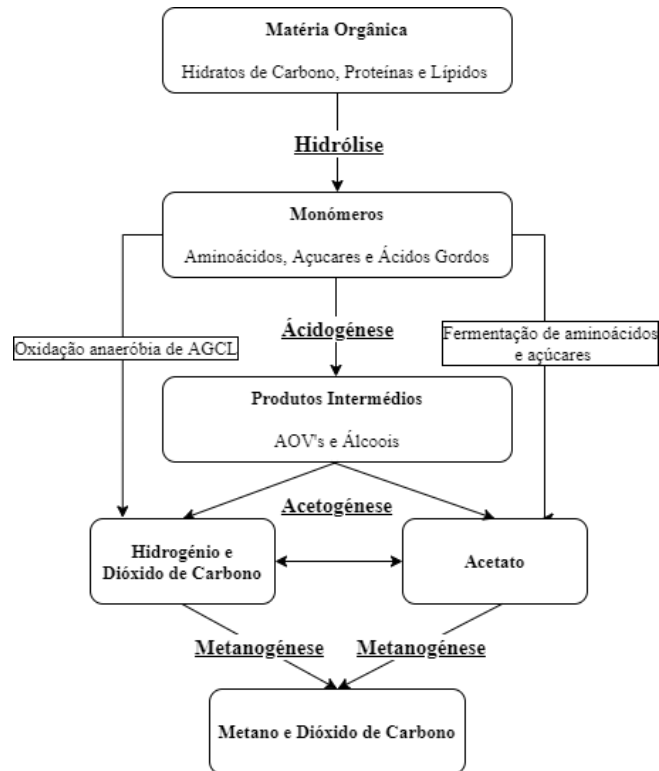 Matéria Orgânica
Hidratos de Carbono, Proteínas e Lípidos
Hidrólise
Monómeros
Aminoácidos, Açucares e Ácidos Gordos
Ácidogénese
Oxidação anaeróbia de AGCL
Fermentação de aminoácidos
e açúcares
Produtos Intermédios
AOV's e Álcoois
Acetogénese
Hidrogénio e
Dióxido de Carbono
Acetato
Metanogénese
Metanogénese
Metano e Dióxido de Carbono